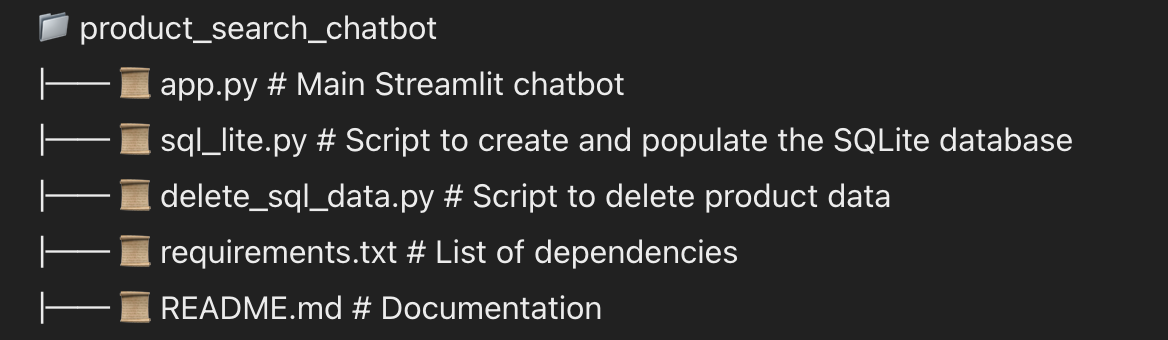 📁 product_search_chatbot
|—— 📜 app.py # Main Streamlit chatbot
|—— 📜 sql_lite.py # Script to create and populate the SQLite database
|—— 📜 delete_sql_data.py # Script to delete product data
|—— 📜 requirements.txt # List of dependencies
|—— 📜 README.md # Documentation